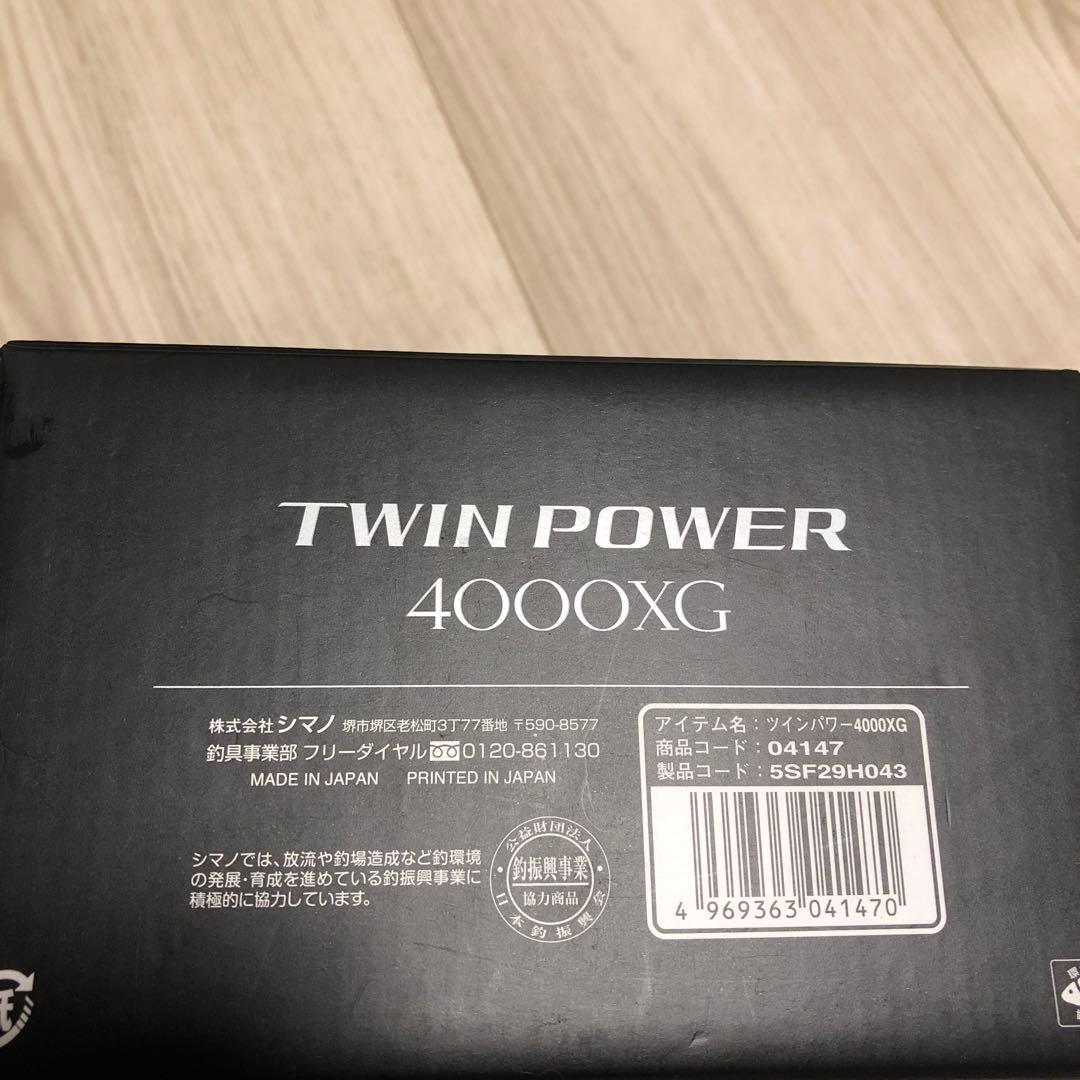 TWIN POWER
4000XG
株式会社 シマノ 堺市堺区老松町3丁77番地 〒590-8577
釣具事業部 フリーダイヤル 0120-861130
MADE IN JAPAN PRINTED IN JAPAN
アイテム名：ツインパワー4000XG
商品コード：04147
製品コード：5SF29H043
4 969363 041470
シマノでは、放流や釣場造成など釣環境
の発展・育成を進めている釣振興事業に
積極的に協力しています。
公益財団法人
釣振興事業
協力商品
日本釣振興会